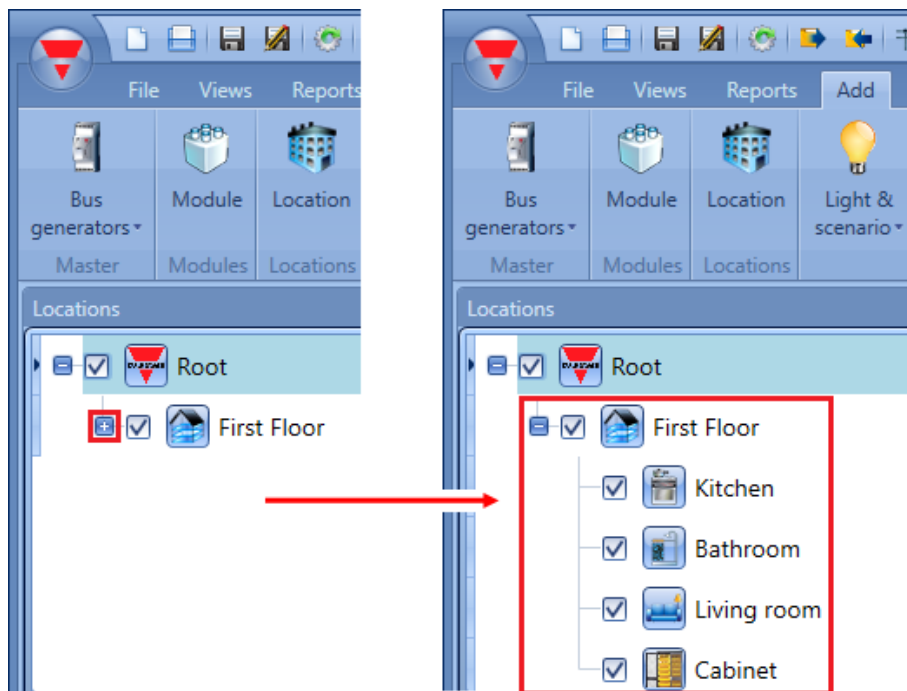 File Views Reports
Bus generators
Module
Location
Master Modules Locations
Locations
Root
First Floor
File Views Reports Add
Bus generators
Module
Location
Light & scenario
Master Modules Locations
Locations
Root
First Floor
Kitchen
Bathroom
Living room
Cabinet